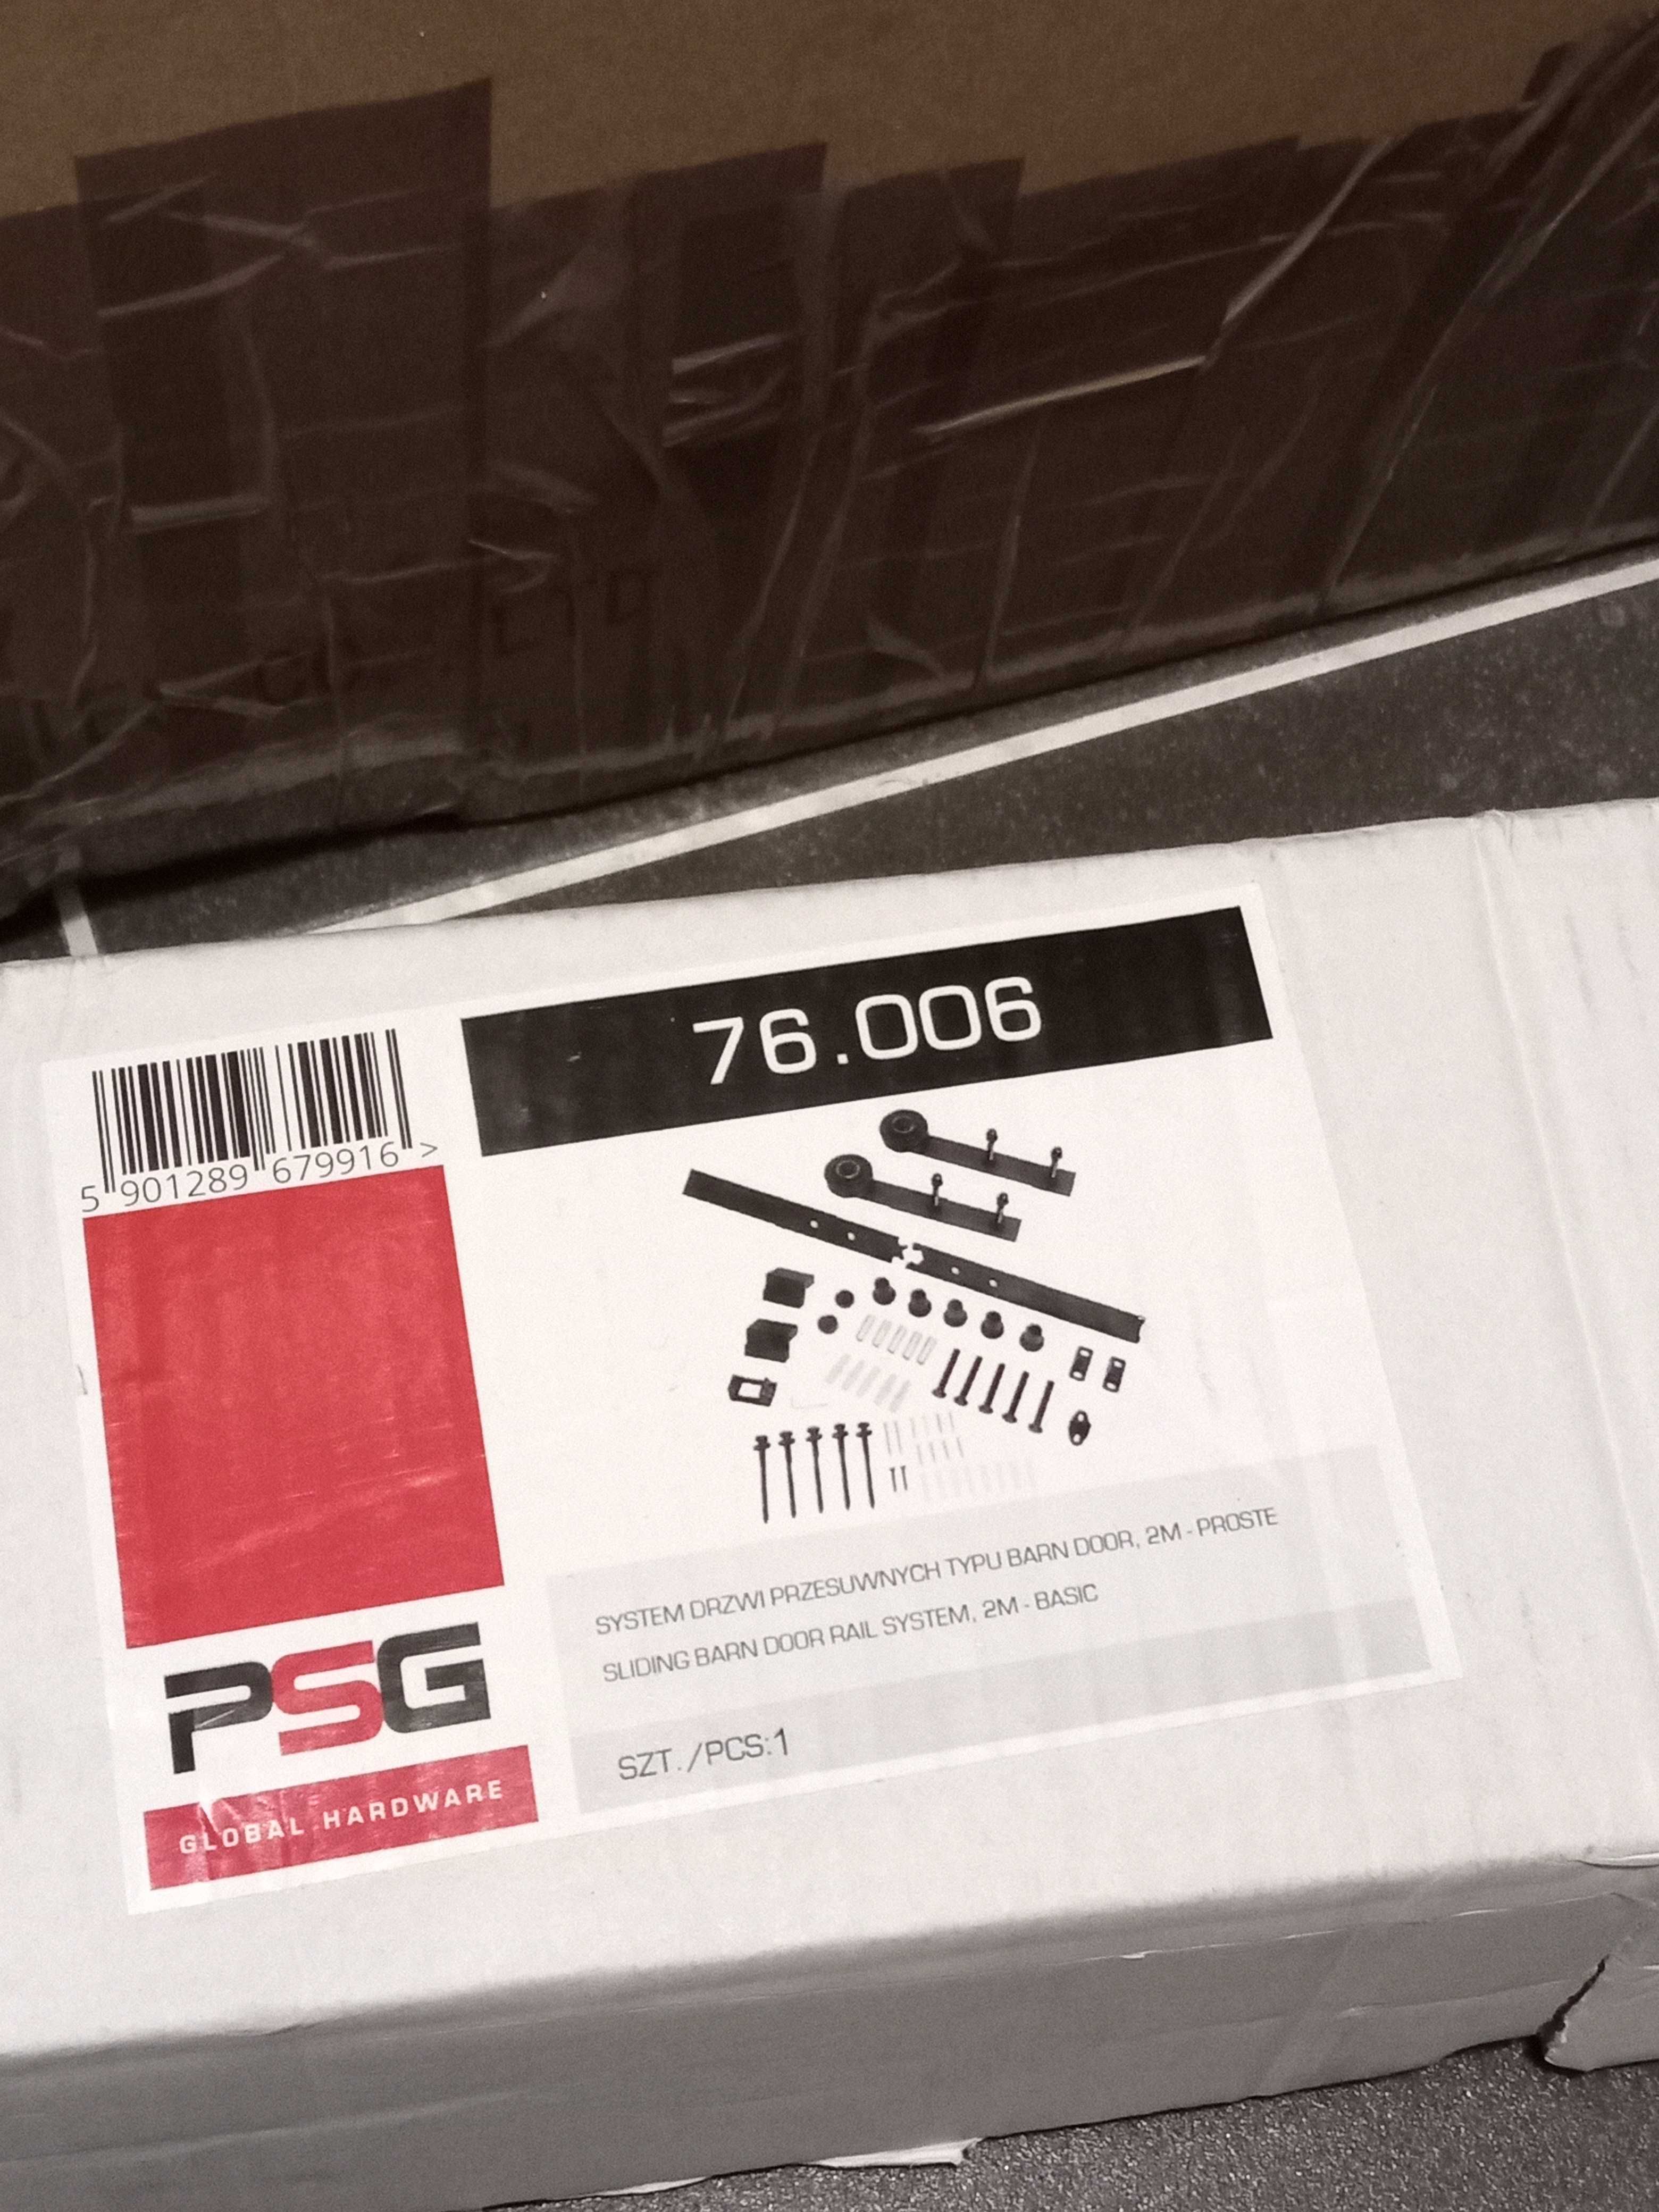 76.006
5 901289 679916 >
SYSTEM DRZWI PRZESUWNYCH TYPU BARN DOOR, 2M - PROSTE
SLIDING BARN DOOR RAIL SYSTEM, 2M - BASIC
SZT./PCS:1
PSG
GLOBAL HARDWARE